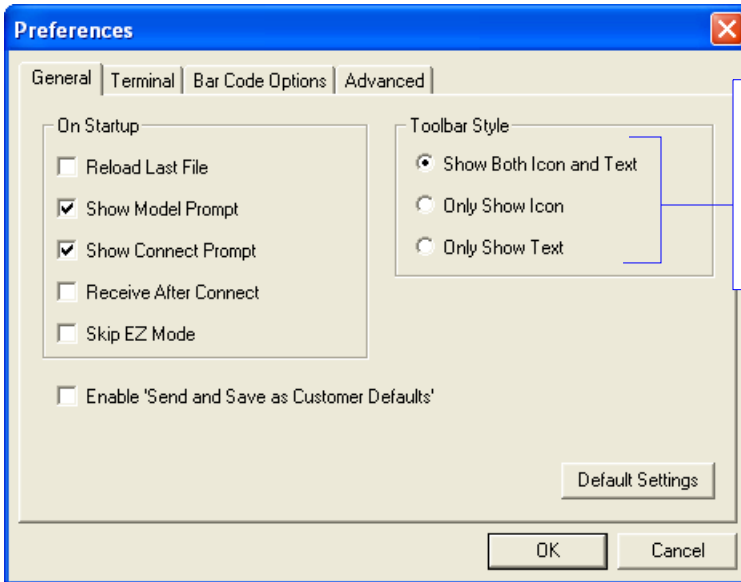 Preferences
General Terminal Bar Code Options Advanced
On Startup
Reload Last File
Show Model Prompt
Show Connect Prompt
Receive After Connect
Skip EZ Mode
Toolbar Style
Show Both Icon and Text
Only Show Icon
Only Show Text
Enable 'Send and Save as Customer Defaults'
Default Settings
OK Cancel